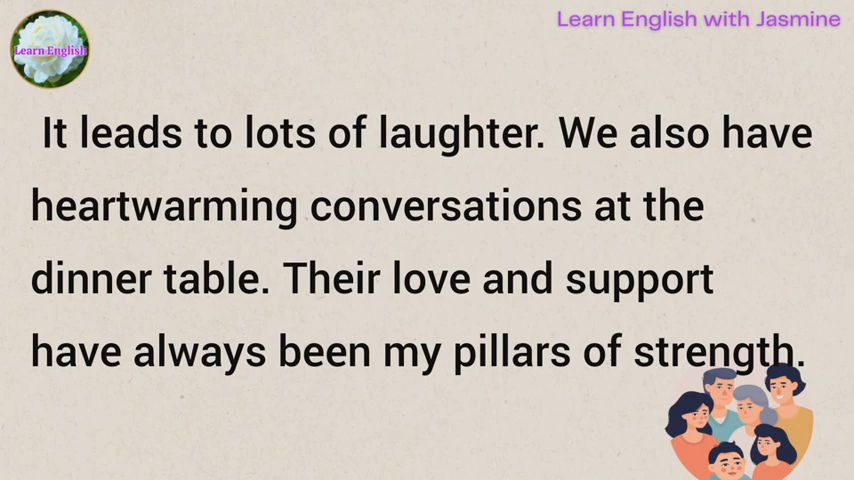 Learn English with Jasmine
Learn English
It leads to lots of laughter. We also have
heartwarming conversations at the
dinner table. Their love and support
have always been my pillars of strength.